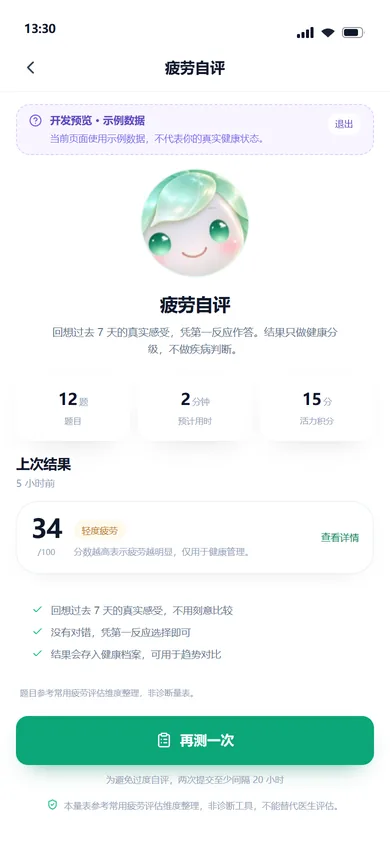 13:30
疲劳自评
开发预览 • 示例数据
当前页面使用示例数据，不代表你的真实健康状态。
退出
疲劳自评
回想过去 7 天的真实感受，凭第一反应作答。结果只做健康分
级，不做疾病判断。
12题
题目
2分钟
预计用时
15分
活力积分
上次结果
5 小时前
34
/100
轻度疲劳
分数越高表示疲劳越明显，仅用于健康管理。
查看详情
回想过去 7 天的真实感受，不用刻意比较
没有对错，凭第一反应选择即可
结果会存入健康档案，可用于趋势对比
题目参考常用疲劳评估维度整理，非诊断量表。
再测一次
为避免过度自评，两次提交至少间隔 20 小时
本量表参考常用疲劳评估维度整理，非诊断工具，不能替代医生评估。